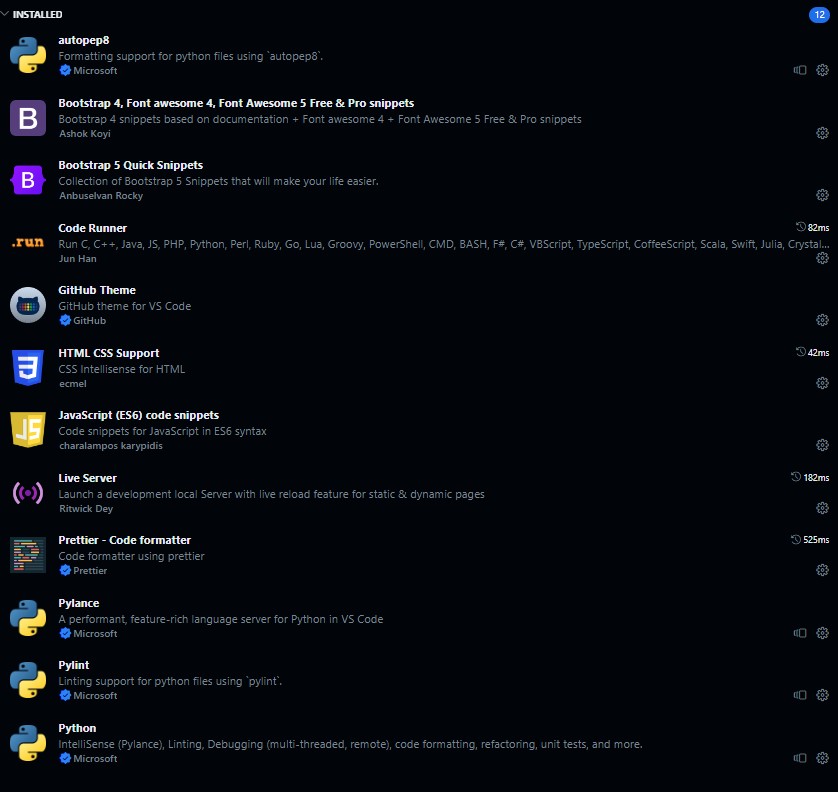 INSTALLED 12
autopep8
Formatting support for python files using `autopep8`.
Microsoft
B
Bootstrap 4, Font awesome 4, Font Awesome 5 Free & Pro snippets
Bootstrap 4 snippets based on documentation + Font awesome 4 + Font Awesome 5 Free & Pro snippets
Ashok Koyi
B
Bootstrap 5 Quick Snippets
Collection of Bootstrap 5 Snippets that will make your life easier.
Anbuselvan Rocky
.run
Code Runner 82ms
Run C, C++, Java, JS, PHP, Python, Perl, Ruby, Go, Lua, Groovy, PowerShell, CMD, BASH, F#, C#, VBScript, TypeScript, CoffeeScript, Scala, Swift, Julia, Crystal...
Jun Han
GitHub Theme
GitHub theme for VS Code
GitHub
3
HTML CSS Support 42ms
CSS Intellisense for HTML
ecmel
JS
JavaScript (ES6) code snippets
Code snippets for JavaScript in ES6 syntax
charalampos karypidis
Live Server 182ms
Launch a development local Server with live reload feature for static & dynamic pages
Ritwick Dey
Prettier - Code formatter 525ms
Code formatter using prettier
Prettier
Pylance
A performant, feature-rich language server for Python in VS Code
Microsoft
Pylint
Linting support for python files using `pylint`.
Microsoft
Python
IntelliSense (Pylance), Linting, Debugging (multi-threaded, remote), code formatting, refactoring, unit tests, and more.
Microsoft